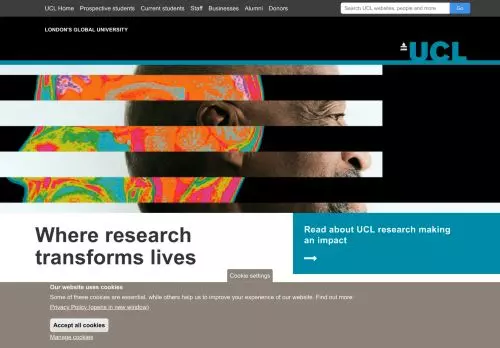 UCL Home Prospective students Current students Staff Businesses Alumni Donors
Search UCL websites, people and more Go
LONDON'S GLOBAL UNIVERSITY
UCL
Where research
transforms lives
Read about UCL research making
an impact
Cookie settings
Our website uses cookies
Some of these cookies are essential, while others help us to improve your experience of our website. Find out more:
Privacy Policy (opens in new window)
Accept all cookies
Manage cookies